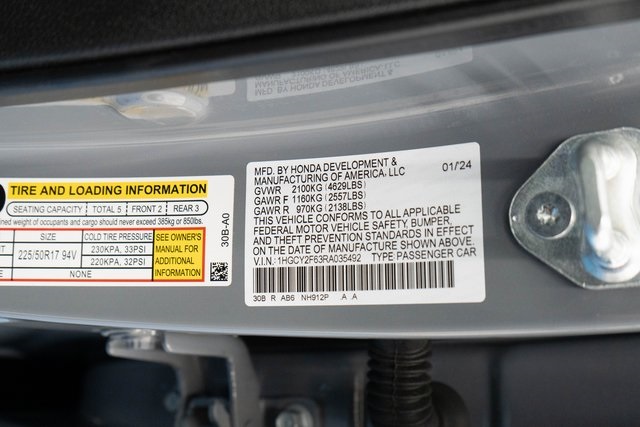 TIRE AND LOADING INFORMATION
SEATING CAPACITY TOTAL 5 FRONT 2 REAR 3
weight of occupants and cargo should never exceed 385kg or 850lbs.
SIZE COLD TIRE PRESSURE SEE OWNER'S
225/50R17 94V 230KPA, 33PSI MANUAL FOR
220KPA, 32PSI ADDITIONAL
NONE INFORMATION
30B-A0
MFD. BY HONDA DEVELOPMENT & 01/24
MANUFACTURING OF AMERICA, LLC
GVWR 2100KG (4629LBS)
GAWR F 1160KG (2557LBS)
GAWR R 970KG (2138LBS)
THIS VEHICLE CONFORMS TO ALL APPLICABLE
FEDERAL MOTOR VEHICLE SAFETY, BUMPER,
AND THEFT PREVENTION STANDARDS IN EFFECT
ON THE DATE OF MANUFACTURE SHOWN ABOVE.
V.I.N.: 1HGCY2F63RA035492 TYPE PASSENGER CAR
30B R AB6 NH912P A A